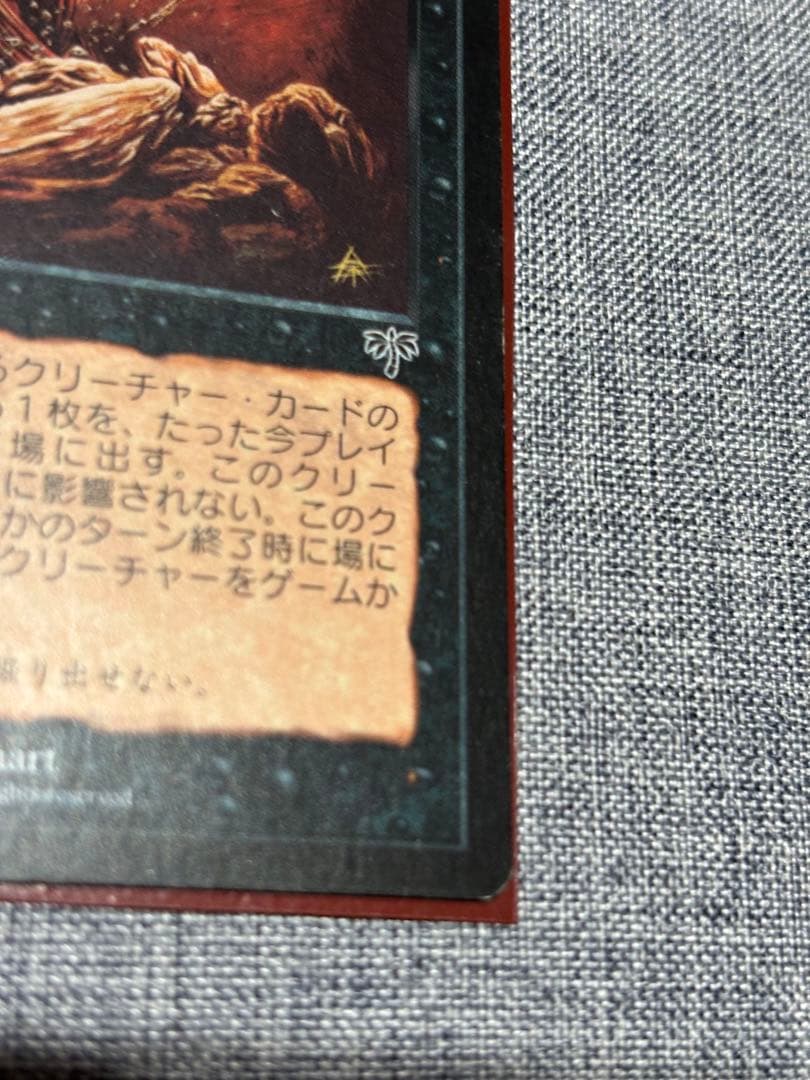 るクリーチャー・カードの
ら1枚を、たった今プレイ
場に出す。このクリー
に影響されない。このク
かのターン終了時に場に
クリーチャーをゲームか
掘り出せない。